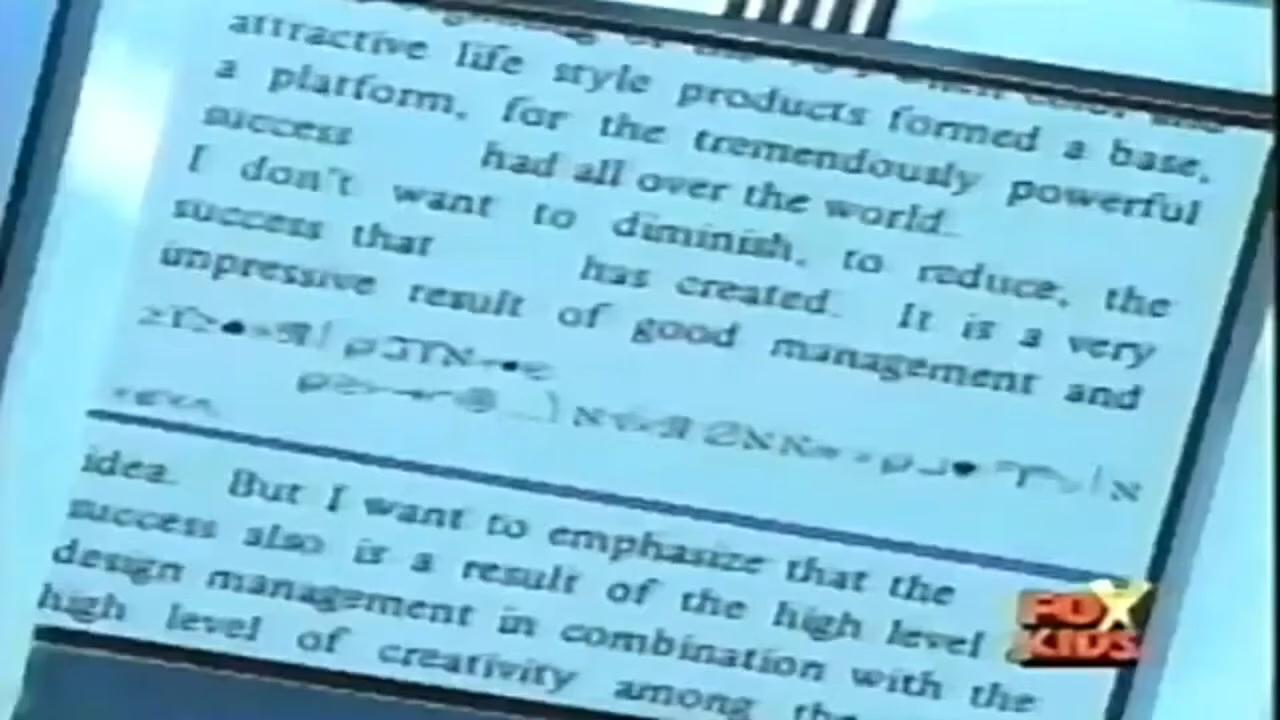 attractive life style products formed a base,
a platform, for the tremendously powerful
success had all over the world.
I don't want to diminish, to reduce, the
success that has created. It is a very
impressive result of good management and
idea. But I want to emphasize that the
success also is a result of the high level
design management in combination with the
high level of creativity among the
FOX
KIDS